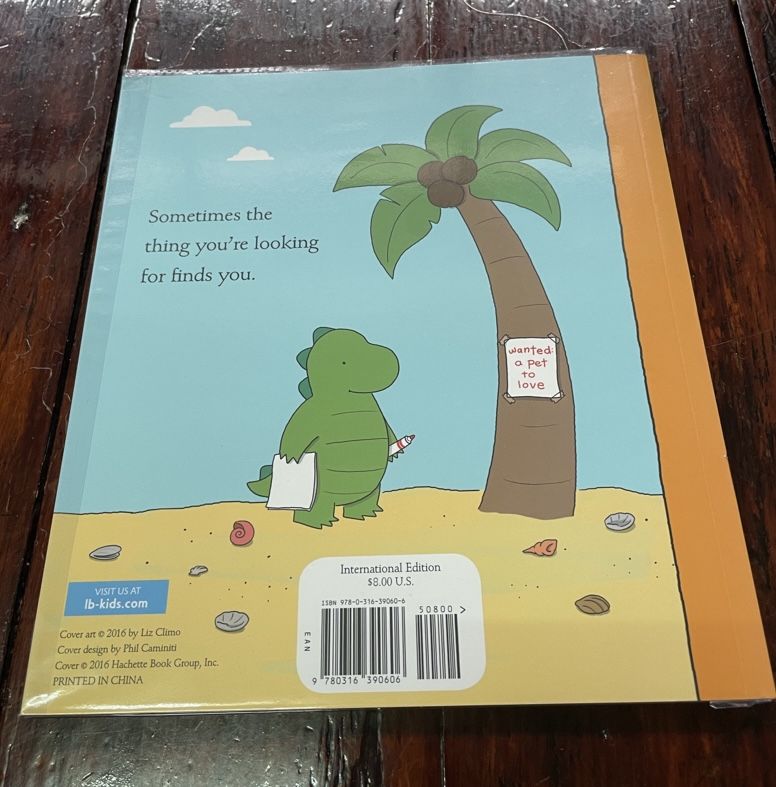 Sometimes the
thing you're looking
for finds you.
wanted:
a pet
to
love
International Edition
$8.00 U.S.
ISBN 978-0-316-39060-6
50800 >
EAN
9 780316 390606
VISIT US AT
lb-kids.com
Cover art © 2016 by Liz Climo
Cover design by Phil Caminiti
Cover © 2016 Hachette Book Group, Inc.
PRINTED IN CHINA